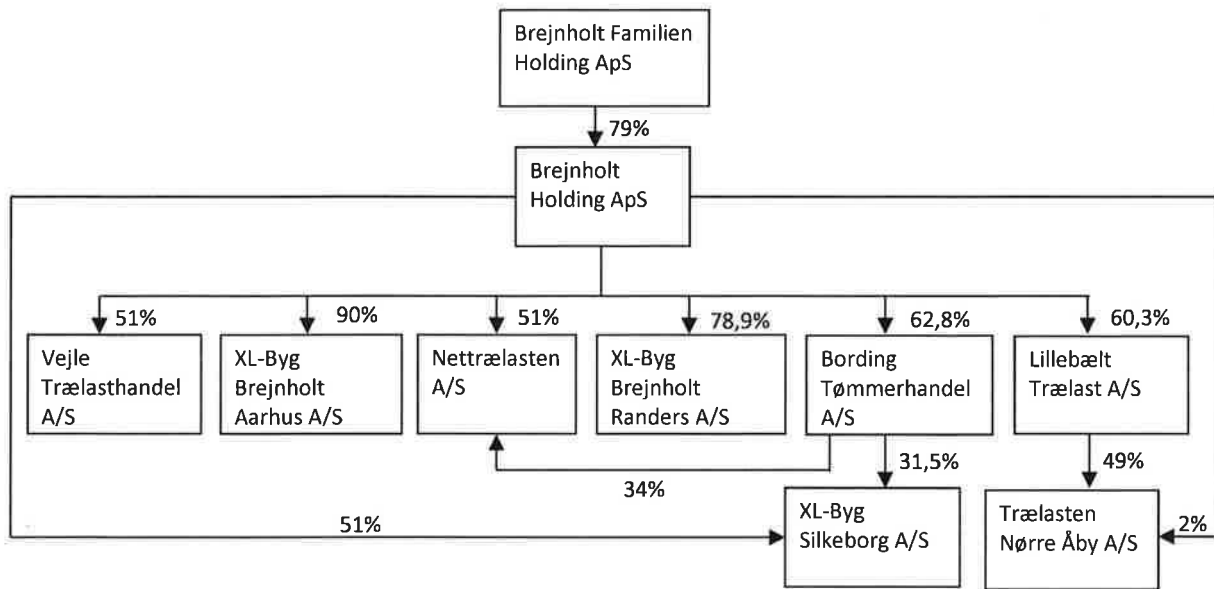 Brejnholt Familien
Holding ApS
79%
Brejnholt
Holding ApS
51%
90%
51%
78,9%
62,8%
60,3%
Vejle
Trælasthandel
A/S
XL-Byg
Brejnholt
Aarhus A/S
Nettrælasten
A/S
XL-Byg
Brejnholt
Randers A/S
Bording
Tømmerhandel
A/S
Lillebælt
Trælast A/S
34%
31,5%
49%
51%
XL-Byg
Silkeborg A/S
Trælasten
Nørre Åby A/S
2%